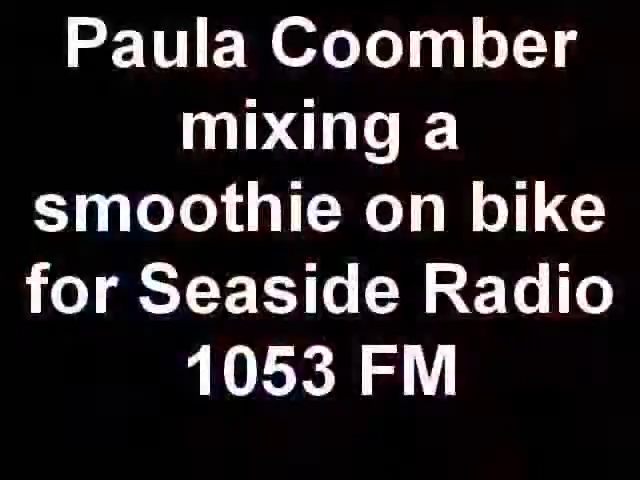 Paula Coomber
mixing a
smoothie on bike
for Seaside Radio
1053 FM